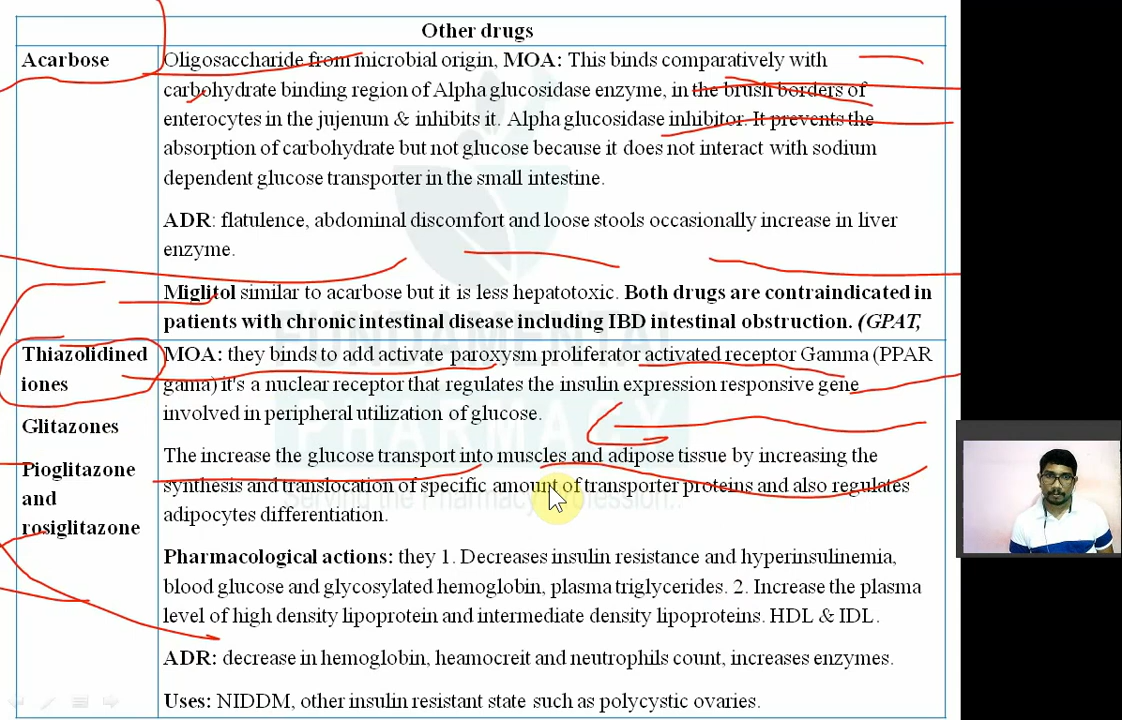 Other drugs
Acarbose
Oligosaccharide from microbial origin, MOA: This binds comparatively with
carbohydrate binding region of Alpha glucosidase enzyme, in the brush borders of
enterocytes in the jujenum & inhibits it. Alpha glucosidase inhibitor. It prevents the
absorption of carbohydrate but not glucose because it does not interact with sodium
dependent glucose transporter in the small intestine.
ADR: flatulence, abdominal discomfort and loose stools occasionally increase in liver
enzyme.
Miglitol similar to acarbose but it is less hepatotoxic. Both drugs are contraindicated in
patients with chronic intestinal disease including IBD intestinal obstruction. (GPAT,
Thiazolidined
iones
Glitazones
Pioglitazone
and
rosiglitazone
MOA: they binds to add activate paroxysm proliferator activated receptor Gamma (PPAR
gama) it's a nuclear receptor that regulates the insulin expression responsive gene
involved in peripheral utilization of glucose.
The increase the glucose transport into muscles and adipose tissue by increasing the
synthesis and translocation of specific amount of transporter proteins and also regulates
adipocytes differentiation.
Pharmacological actions: they 1. Decreases insulin resistance and hyperinsulinemia,
blood glucose and glycosylated hemoglobin, plasma triglycerides. 2. Increase the plasma
level of high density lipoprotein and intermediate density lipoproteins. HDL & IDL.
ADR: decrease in hemoglobin, heamocreit and neutrophils count, increases enzymes.
Uses: NIDDM, other insulin resistant state such as polycystic ovaries.
FUNDAMENTAL
PHARMACY